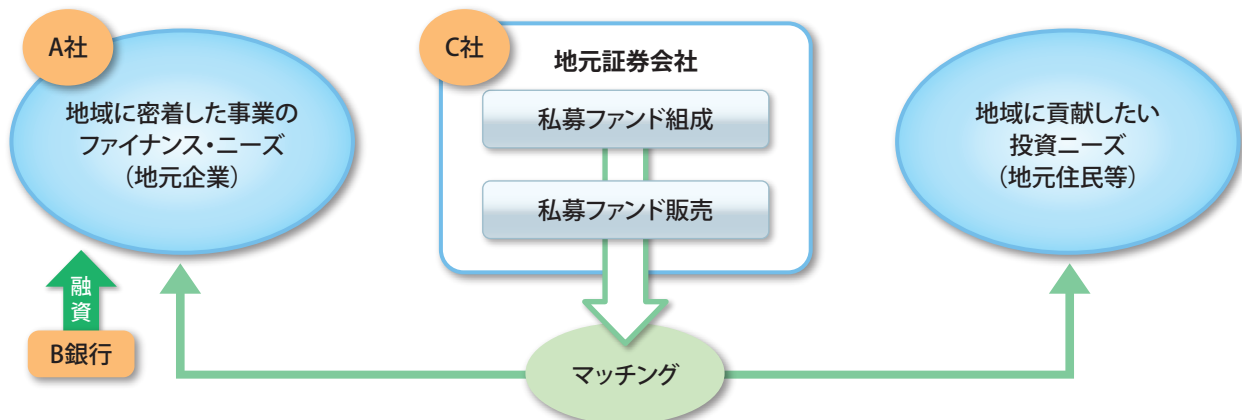 A社
地域に密着した事業の
ファイナンス・ニーズ
（地元企業）
融資
B銀行
C社
地元証券会社
私募ファンド組成
私募ファンド販売
マッチング
地域に貢献したい
投資ニーズ
（地元住民等）